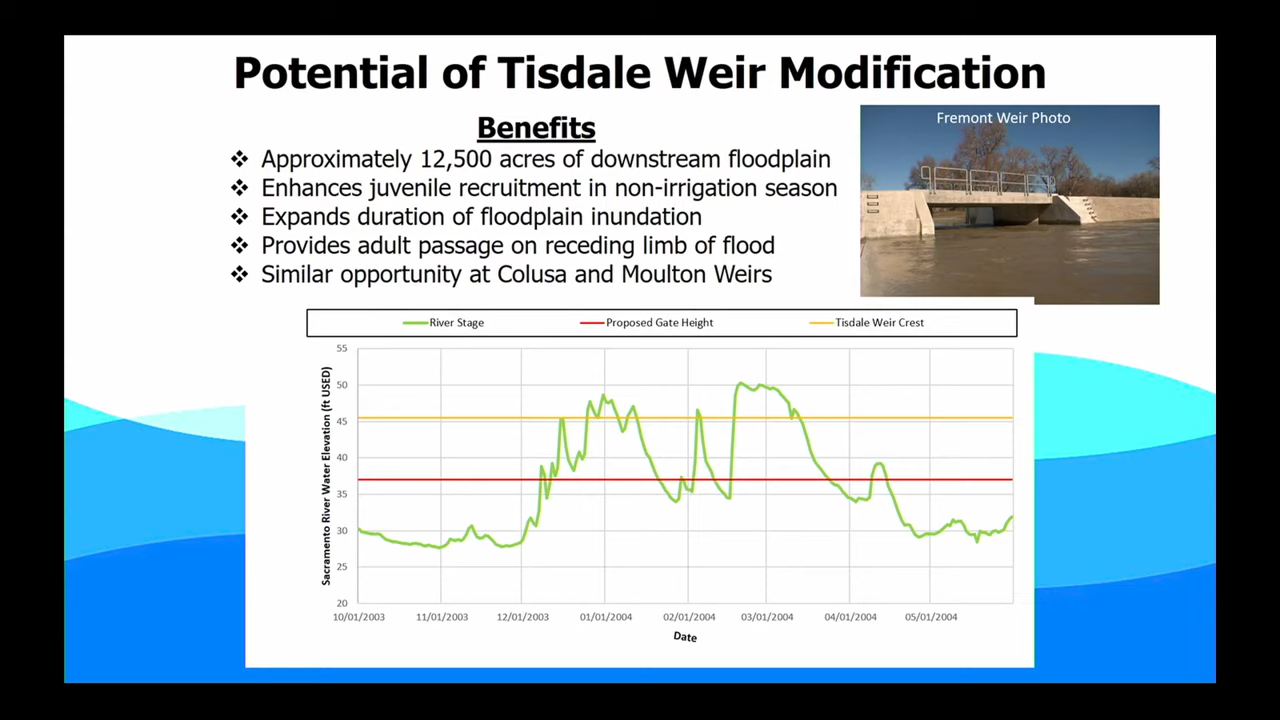 Potential of Tisdale Weir Modification
Benefits
❖ Approximately 12,500 acres of downstream floodplain
❖ Enhances juvenile recruitment in non-irrigation season
❖ Expands duration of floodplain inundation
❖ Provides adult passage on receding limb of flood
❖ Similar opportunity at Colusa and Moulton Weirs
Fremont Weir Photo
River Stage
Proposed Gate Height
Tisdale Weir Crest
Sacramento River Water Elevation (ft USED)
55
50
45
40
35
30
25
20
10/01/2003
11/01/2003
12/01/2003
01/01/2004
02/01/2004
03/01/2004
04/01/2004
05/01/2004
Date